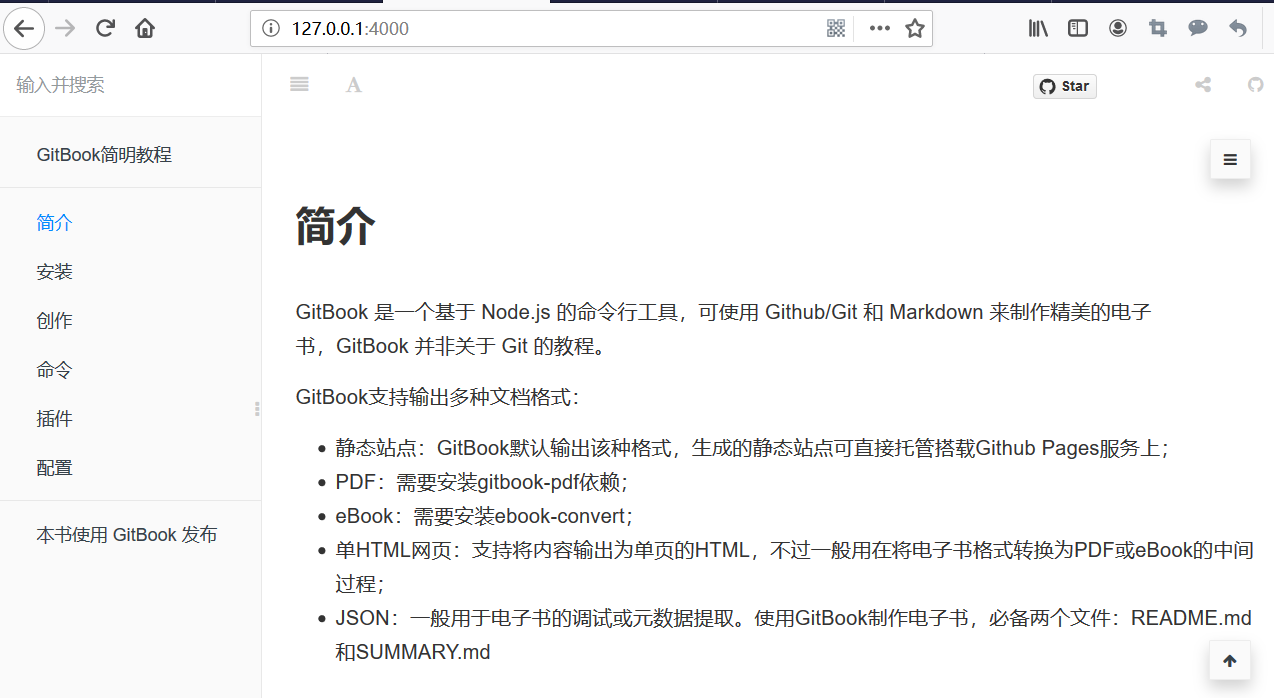 127.0.0.1:4000
输入并搜索
A
Star
GitBook简明教程
简介
安装
创作
命令
插件
配置
本书使用 GitBook 发布
简介
GitBook 是一个基于 Node.js 的命令行工具，可使用 Github/Git 和 Markdown 来制作精美的电子
书，GitBook 并非关于 Git 的教程。
GitBook支持输出多种文档格式：
静态站点：GitBook默认输出该种格式，生成的静态站点可直接托管搭载Github Pages服务上；
PDF：需要安装gitbook-pdf依赖；
eBook：需要安装ebook-convert；
单HTML网页：支持将内容输出为单页的HTML，不过一般用在将电子书格式转换为PDF或eBook的中间
过程；
JSON：一般用于电子书的调试或元数据提取。使用GitBook制作电子书，必备两个文件：README.md
和SUMMARY.md